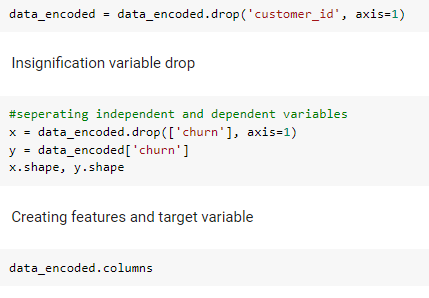 data_encoded = data_encoded.drop('customer_id', axis=1)
Insignification variable drop
#seperating independent and dependent variables
x = data_encoded.drop(['churn'], axis=1)
y = data_encoded['churn']
x.shape, y.shape
Creating features and target variable
data_encoded.columns